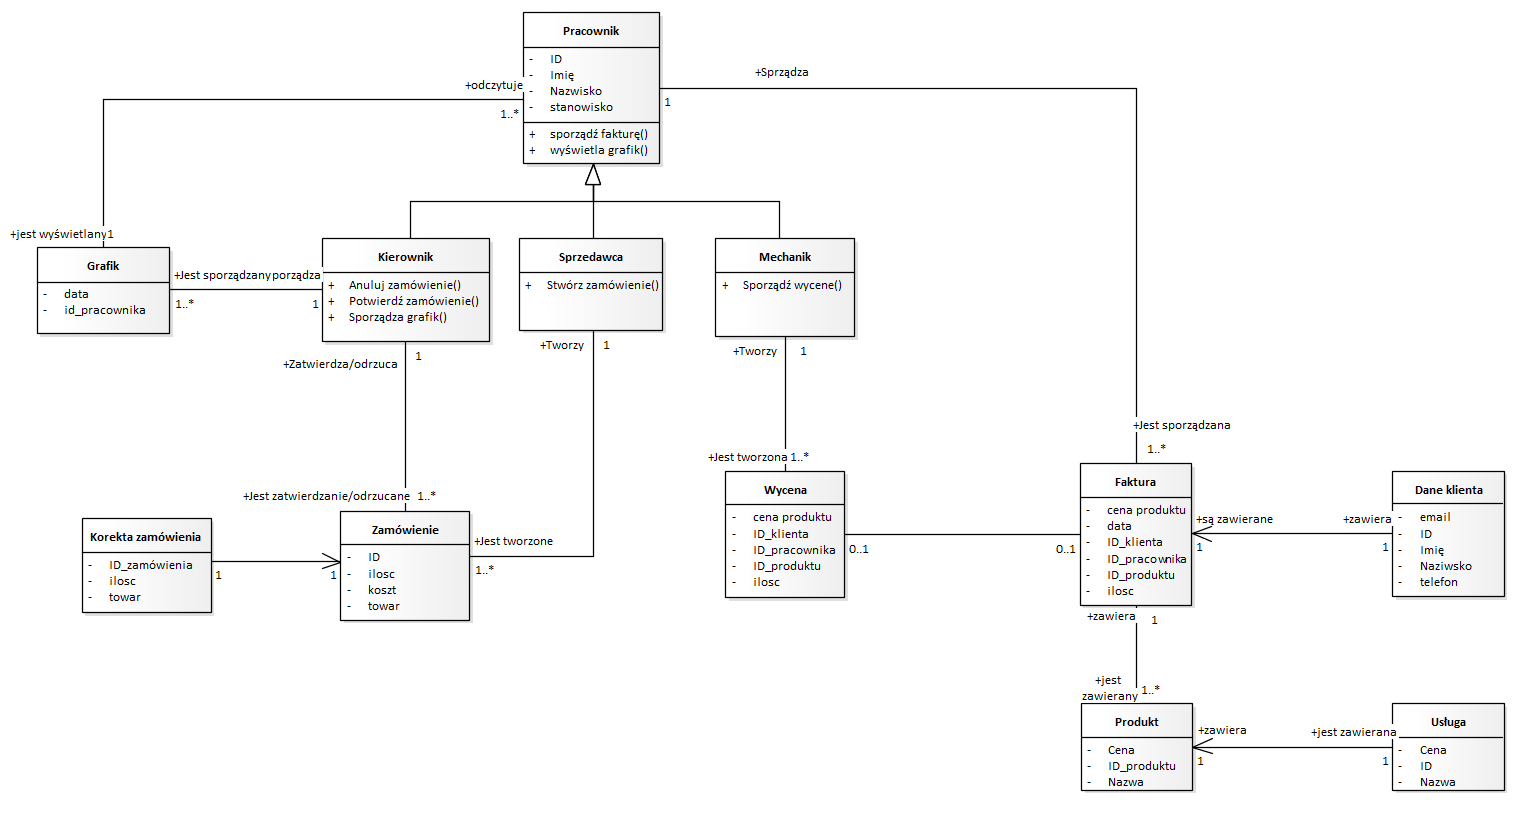 Pracownik
- ID
- Imię
- Nazwisko
- stanowisko
+ sporządź fakturę()
+ wyświetla grafik()
+odczytuje
1..*
+Sprządza
1
+jest wyświetlany 1
Grafik
- data
- id_pracownika
+Jest sporządzany
porządza
1..*
1
Kierownik
+ Anuluj zamówienie()
+ Potwierdź zamówienie()
+ Sporządza grafik()
Sprzedawca
+ Stwórz zamówienie()
Mechanik
+ Sporządź wycene()
+Zatwierdza/odrzuca
1
+Tworzy
1
+Tworzy
1
+Jest zatwierdzanie/odrzucane 1..*
+Jest tworzona 1..*
+Jest sporządzana
1..*
Korekta zamówienia
- ID_zamówienia
- ilosc
- towar
1
1
Zamówienie
- ID
- ilosc
- koszt
- towar
+Jest tworzone
1..*
Wycena
- cena produktu
- ID_klienta
- ID_pracownika
- ID_produktu
- ilosc
0..1
0..1
Faktura
- cena produktu
- data
- ID_klienta
- ID_pracownika
- ID_produktu
- ilosc
+są zawierane
1
+zawiera
1
Dane klienta
- email
- ID
- Imię
- Naziwsko
- telefon
+zawiera
1
+jest
zawierany
1..*
Produkt
- Cena
- ID_produktu
- Nazwa
+zawiera
1
+jest zawierana
1
Usługa
- Cena
- ID
- Nazwa